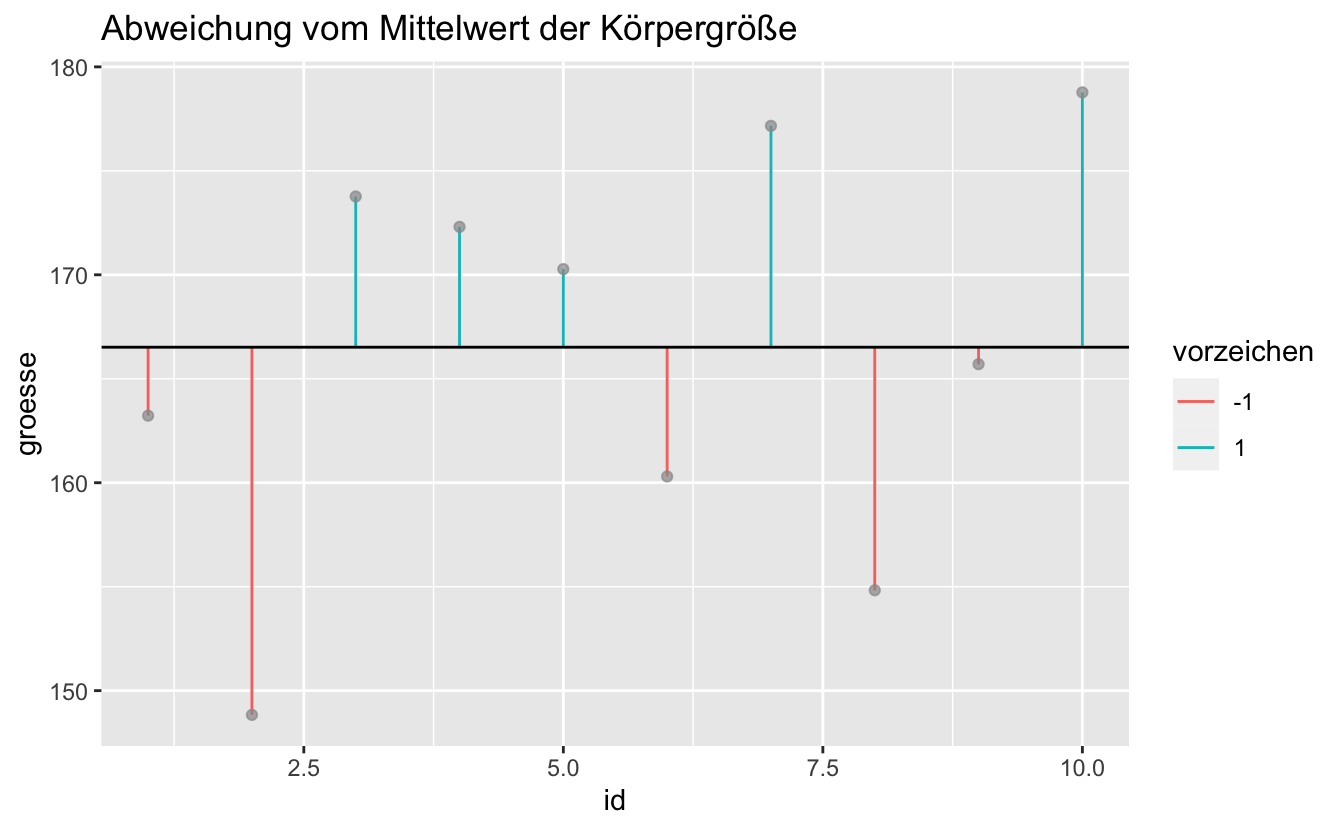 Abweichung vom Mittelwert der Körpergröße
180
170
160
150
groesse
2.5 5.0 7.5 10.0
id
vorzeichen
-1
1